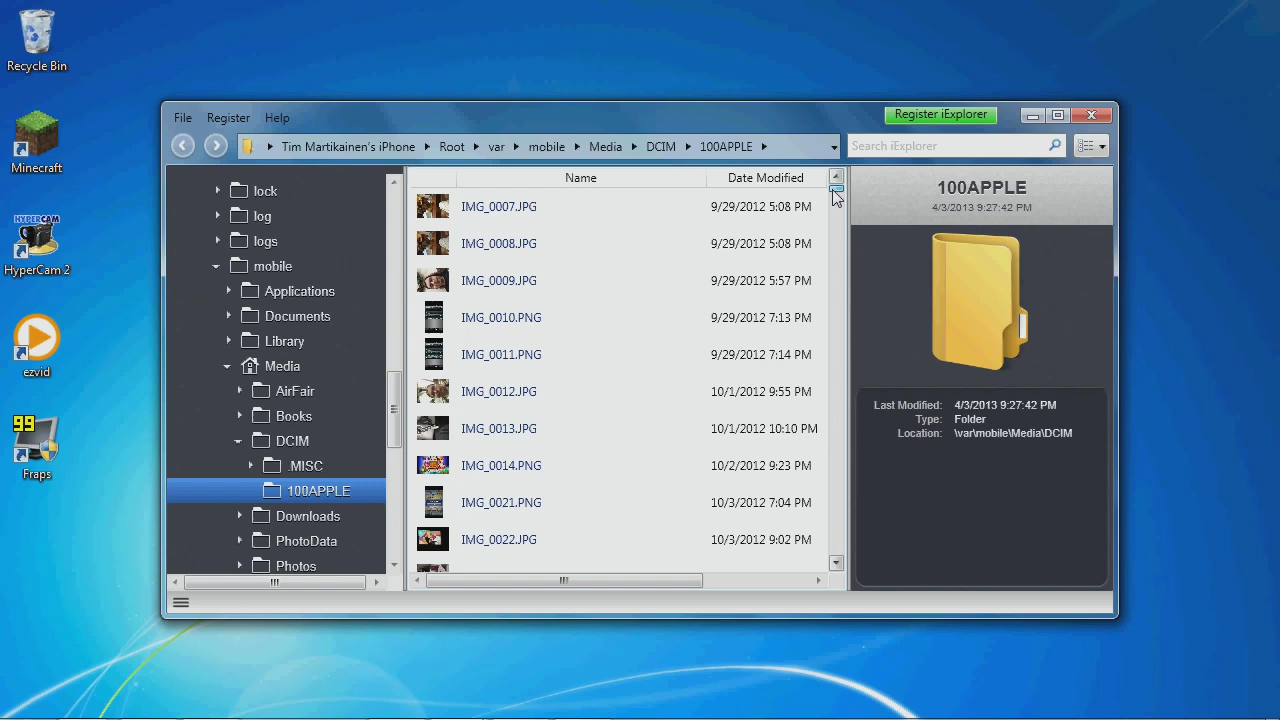 Recycle Bin
Minecraft
HYPERCAM
HyperCam 2
ezvid
99
Fraps
File Register Help
Register iExplorer
Tim Martikainen's iPhone Root var mobile Media DCIM 100APPLE
Search iExplorer
lock
log
logs
mobile
Applications
Documents
Library
Media
AirFair
Books
DCIM
.MISC
100APPLE
Downloads
PhotoData
Photos
Name Date Modified
IMG_0007.JPG 9/29/2012 5:08 PM
IMG_0008.JPG 9/29/2012 5:08 PM
IMG_0009.JPG 9/29/2012 5:57 PM
IMG_0010.PNG 9/29/2012 7:13 PM
IMG_0011.PNG 9/29/2012 7:14 PM
IMG_0012.JPG 10/1/2012 9:55 PM
IMG_0013.JPG 10/1/2012 10:10 PM
IMG_0014.PNG 10/2/2012 9:23 PM
IMG_0021.PNG 10/3/2012 7:04 PM
IMG_0022.JPG 10/3/2012 9:02 PM
100APPLE
4/3/2013 9:27:42 PM
Last Modified: 4/3/2013 9:27:42 PM
Type: Folder
Location: \var\mobile\Media\DCIM